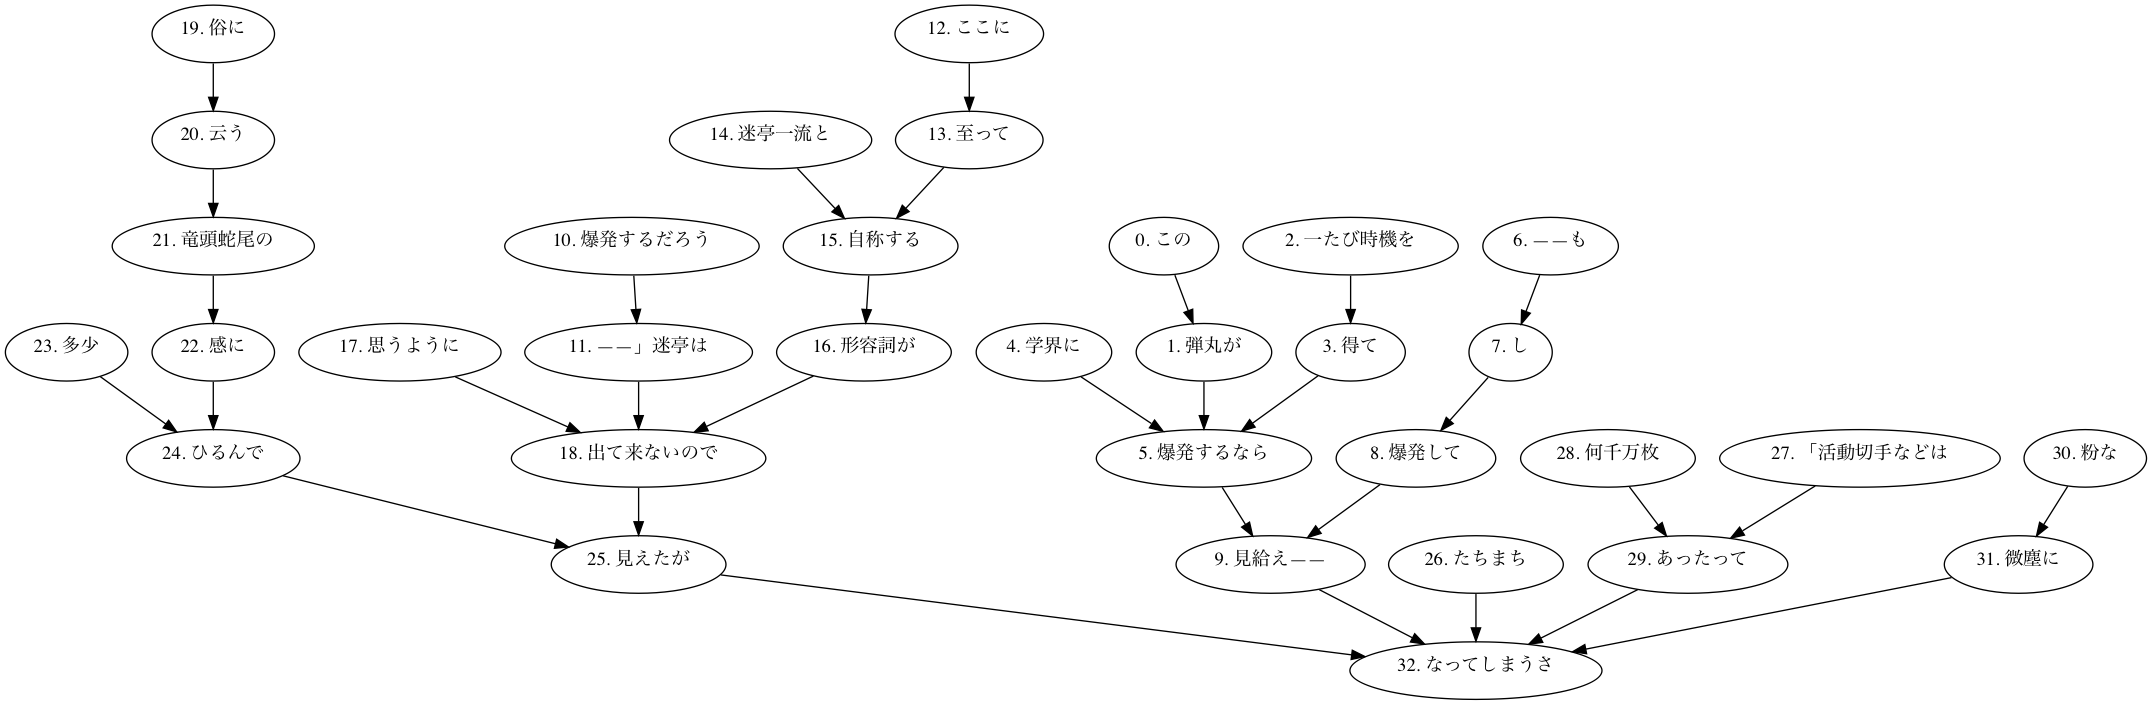 19. 俗に
12. ここに
20. 云う
14. 迷亭一流と
13. 至って
21. 竜頭蛇尾の
10. 爆発するだろう
15. 自称する
0. この
2. 一たび時機を
6. ——も
23. 多少
22. 感に
17. 思うように
11. ——」迷亭は
16. 形容詞が
4. 学界に
1. 弾丸が
3. 得て
7. し
24. ひるんで
18. 出て来ないので
5. 爆発するなら
8. 爆発して
28. 何千万枚
27. 「活動切手などは
30. 粉な
25. 見えたが
9. 見給え——
26. たちまち
29. あったって
31. 微塵に
32. なってしまうさ